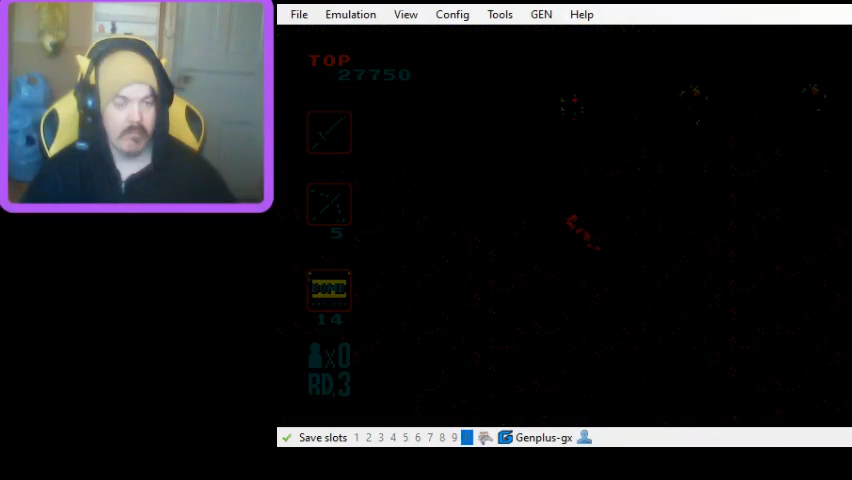 File Emulation View Config Tools GEN Help
TOP
27750
5
BOMB
14
x0
RD.3
Save slots 1 2 3 4 5 6 7 8 9 Genplus-gx